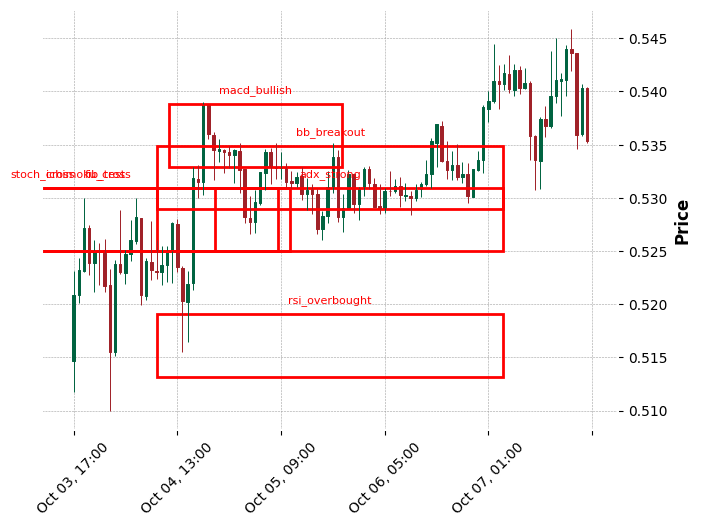 macd_bullish
bb_breakout
adx_strong
rsi_overbought
0.545
0.540
0.535
0.530
0.525
0.520
0.515
0.510
Price
Oct 03, 17:00
Oct 04, 13:00
Oct 05, 09:00
Oct 06, 05:00
Oct 07, 01:00